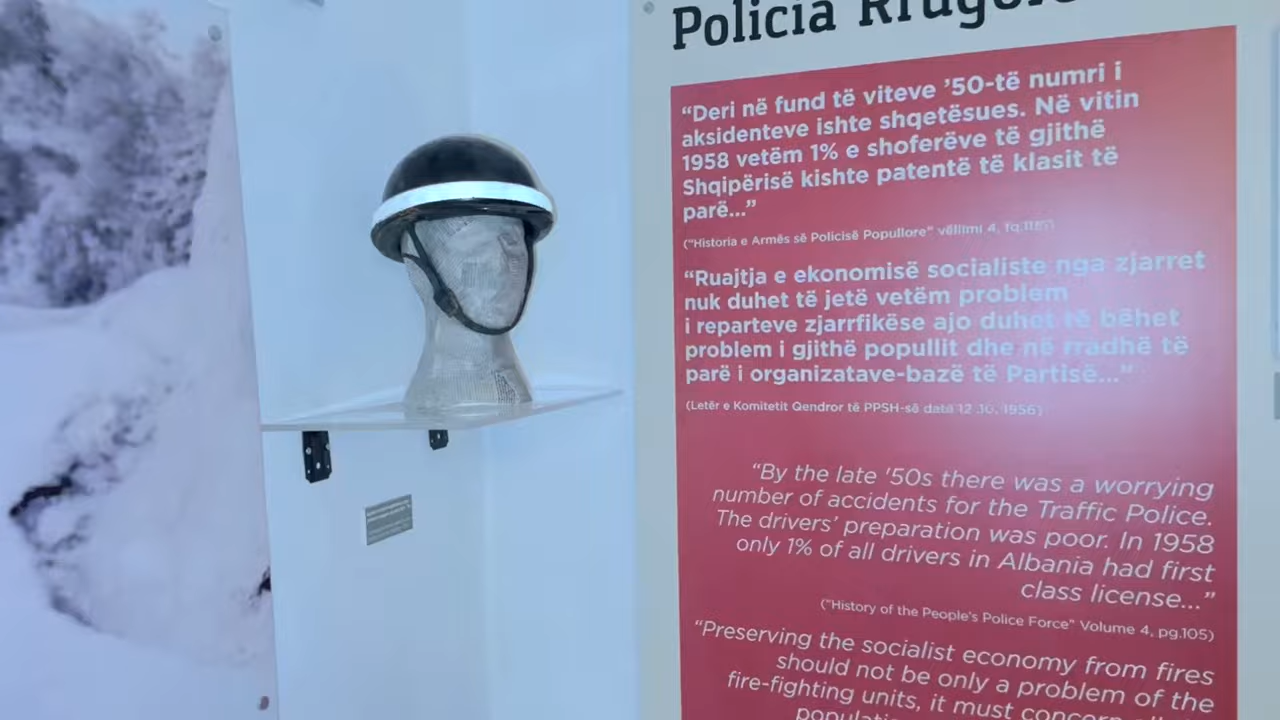 Policia Rrugore
“Deri në fund të viteve ’50-të numri i
aksidenteve ishte shqetësues. Në vitin
1958 vetëm 1% e shoferëve të gjithë
Shqipërisë kishte patentë të klasit të
parë...”
(“Historia e Armës së Policisë Popullore” vëllimi 4, fq.
“Ruajtja e ekonomisë socialiste nga zjarret
nuk duhet të jetë vetëm problem
i reparteve zjarrfikëse ajo duhet të bëhet
problem i gjithë popullit dhe në rradhë të
parë i organizatave-bazë të Partisë...”
(Letër e Komitetit Qendror të PPSH-së datë 12.10.1956)
“By the late '50s there was a worrying
number of accidents for the Traffic Police.
The drivers’ preparation was poor. In 1958
only 1% of all drivers in Albania had first
class license...”
(“History of the People's Police Force” Volume 4, pg.105)
“Preserving the socialist economy from fires
should not be only a problem of the
fire-fighting units, it must concern